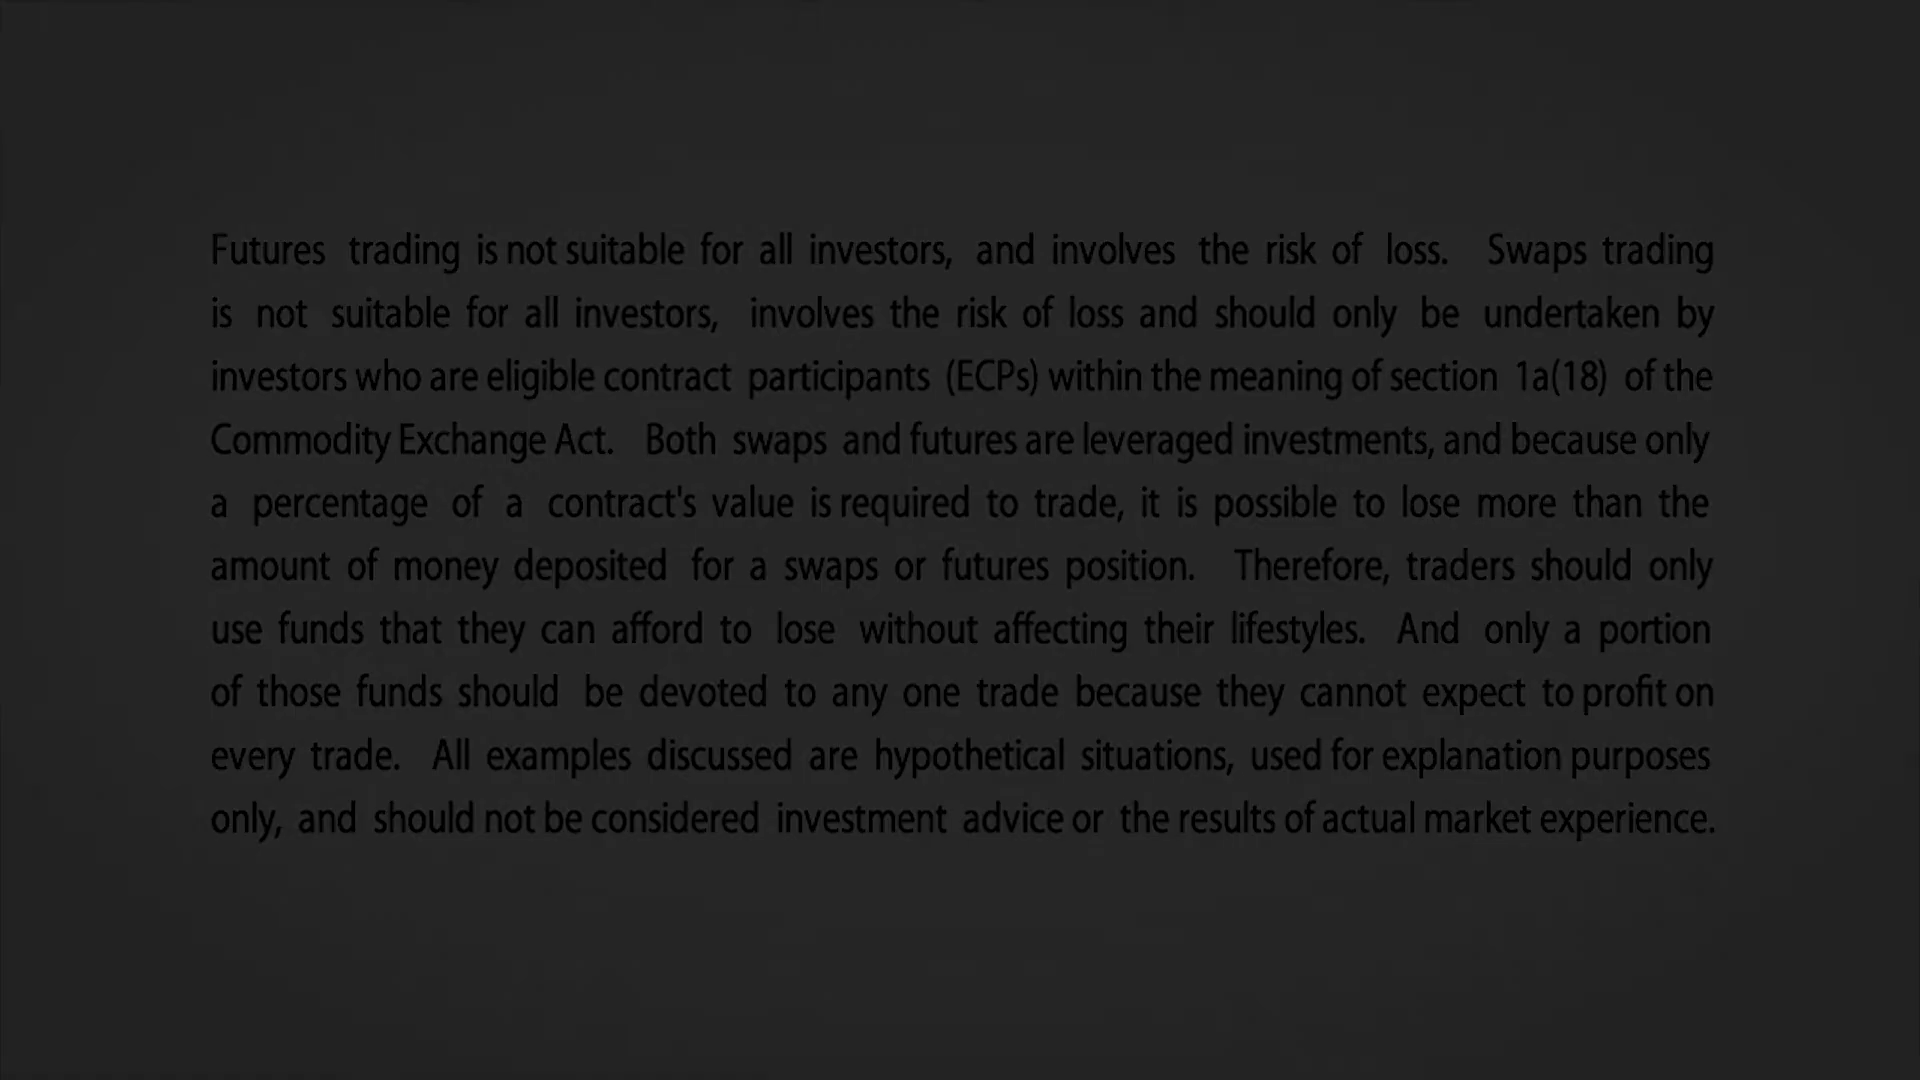 Futures trading is not suitable for all investors, and involves the risk of loss. Swaps trading
is not suitable for all investors, involves the risk of loss and should only be undertaken by
investors who are eligible contract participants (ECPs) within the meaning of section 1a(18) of the
Commodity Exchange Act. Both swaps and futures are leveraged investments, and because only
a percentage of a contract's value is required to trade, it is possible to lose more than the
amount of money deposited for a swaps or futures position. Therefore, traders should only
use funds that they can afford to lose without affecting their lifestyles. And only a portion
of those funds should be devoted to any one trade because they cannot expect to profit on
every trade. All examples discussed are hypothetical situations, used for explanation purposes
only, and should not be considered investment advice or the results of actual market experience.